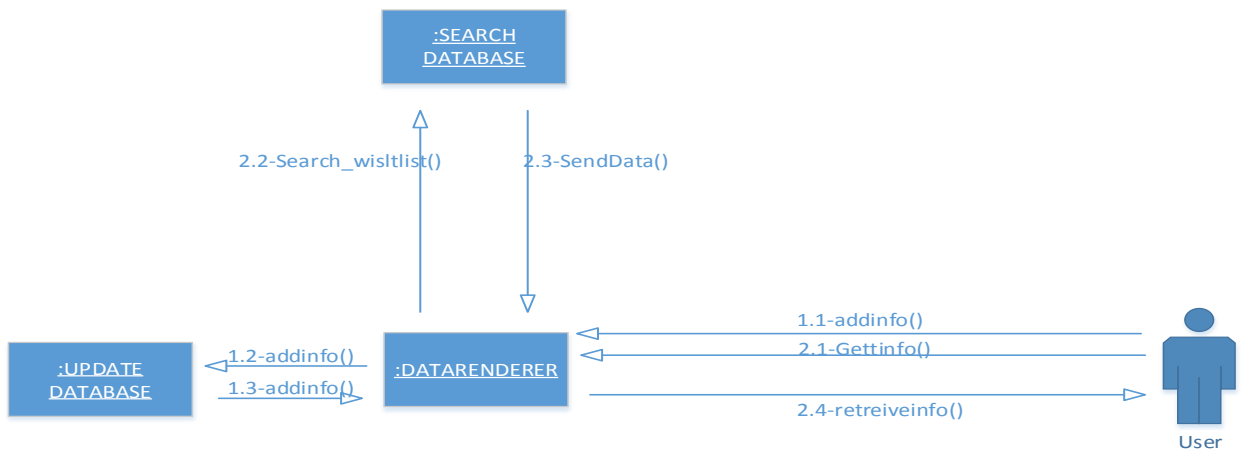 :SEARCH
DATABASE
2.2-Search_wisltlist()
2.3-SendData()
1.1-addinfo()
2.1-Gettinfo()
1.2-addinfo()
:UPDATE
DATABASE
:DATARENDERER
1.3-addinfo()
2.4-retreiveinfo()
User